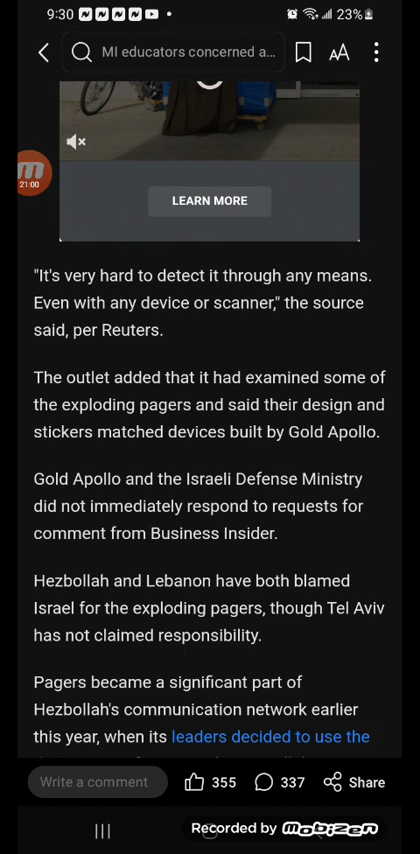 9:30 N N N N 23%
MI educators concerned a... AA
m
21:00
LEARN MORE
"It's very hard to detect it through any means.
Even with any device or scanner," the source
said, per Reuters.
The outlet added that it had examined some of
the exploding pagers and said their design and
stickers matched devices built by Gold Apollo.
Gold Apollo and the Israeli Defense Ministry
did not immediately respond to requests for
comment from Business Insider.
Hezbollah and Lebanon have both blamed
Israel for the exploding pagers, though Tel Aviv
has not claimed responsibility.
Pagers became a significant part of
Hezbollah's communication network earlier
this year, when its leaders decided to use the
Write a comment 355 337 Share
Recorded by mobizen